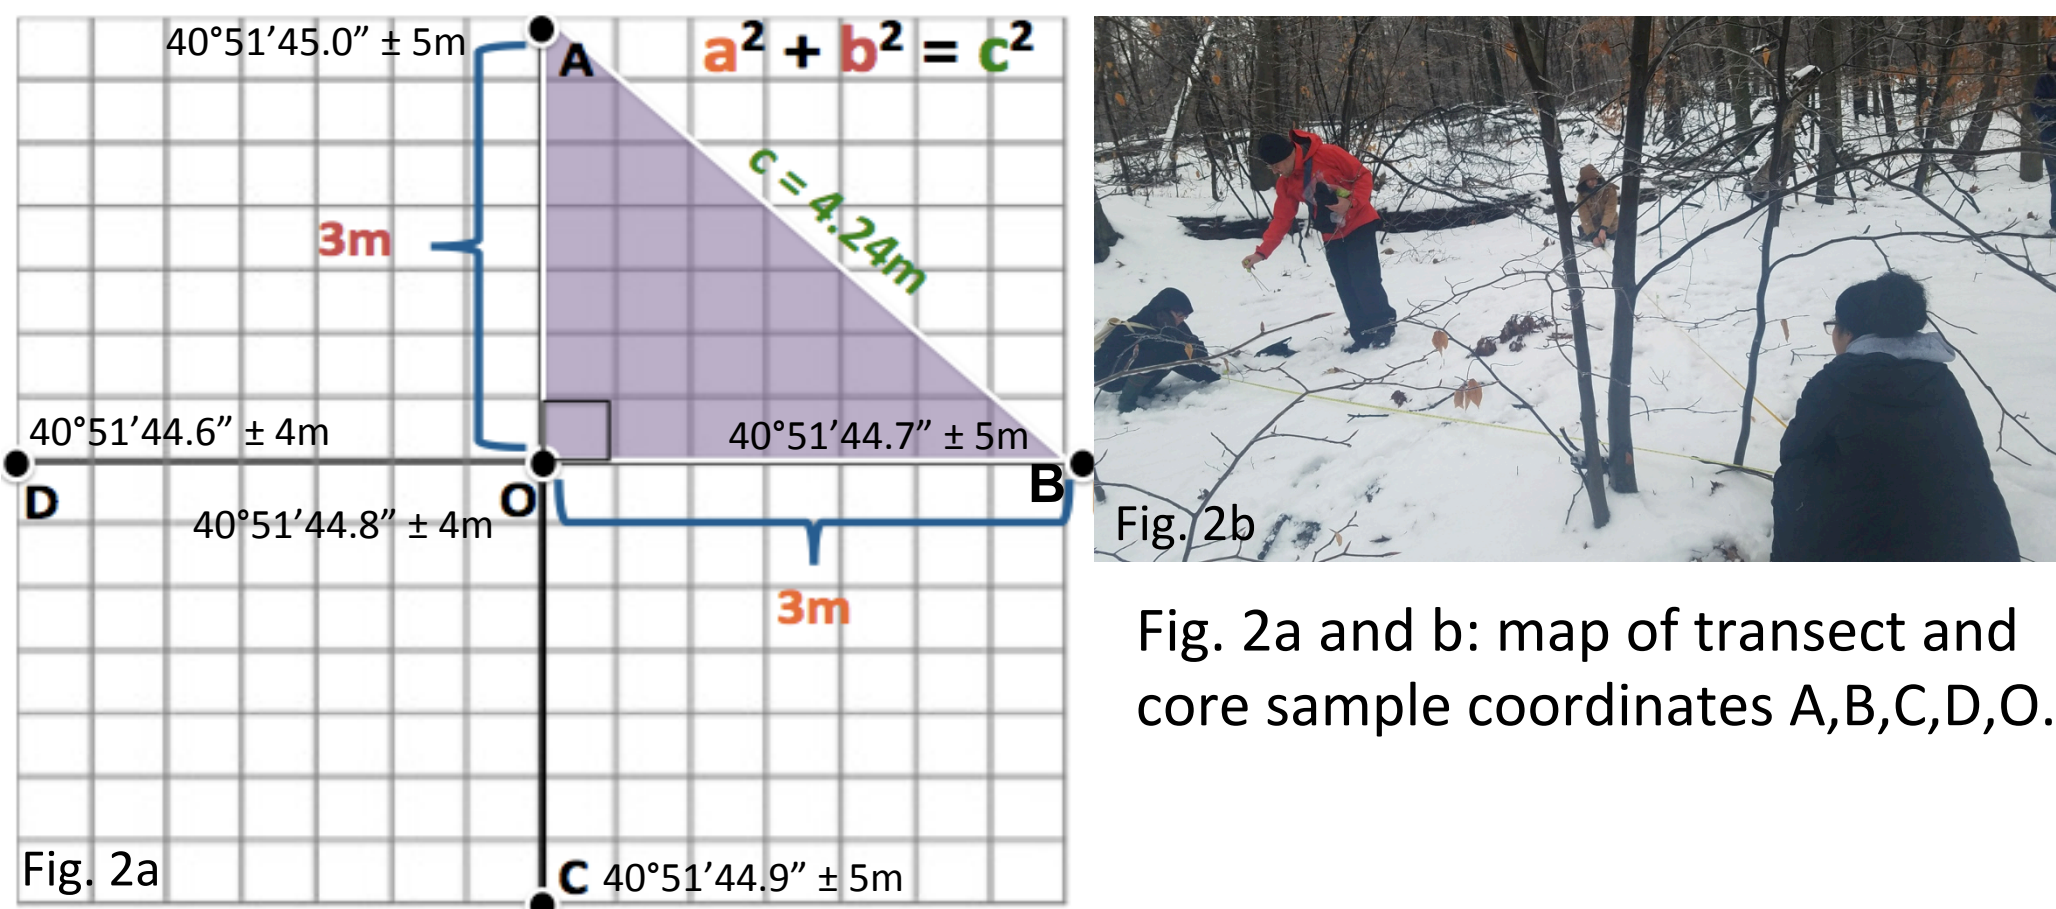 40°51’45.0” ± 5m
A
a² + b² = c²
c = 4.24m
3m
40°51’44.6” ± 4m
40°51’44.7” ± 5m
D
O
B
40°51’44.8” ± 4m
3m
C 40°51’44.9” ± 5m
Fig. 2a
Fig. 2b
Fig. 2a and b: map of transect and
core sample coordinates A,B,C,D,O.